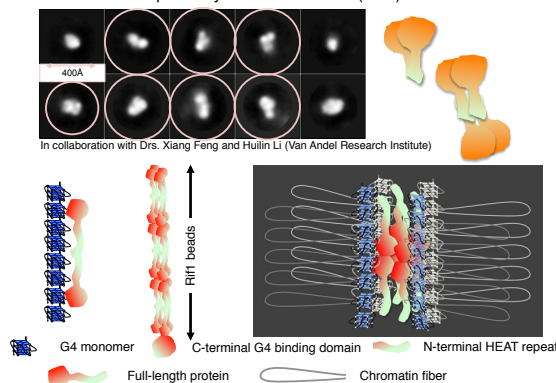 400Å
In collaboration with Drs. Xiang Feng and Huilin Li (Van Andel Research Institute)
Rif1 beads
G4 monomer
C-terminal G4 binding domain
N-terminal HEAT repeat
Full-length protein
Chromatin fiber